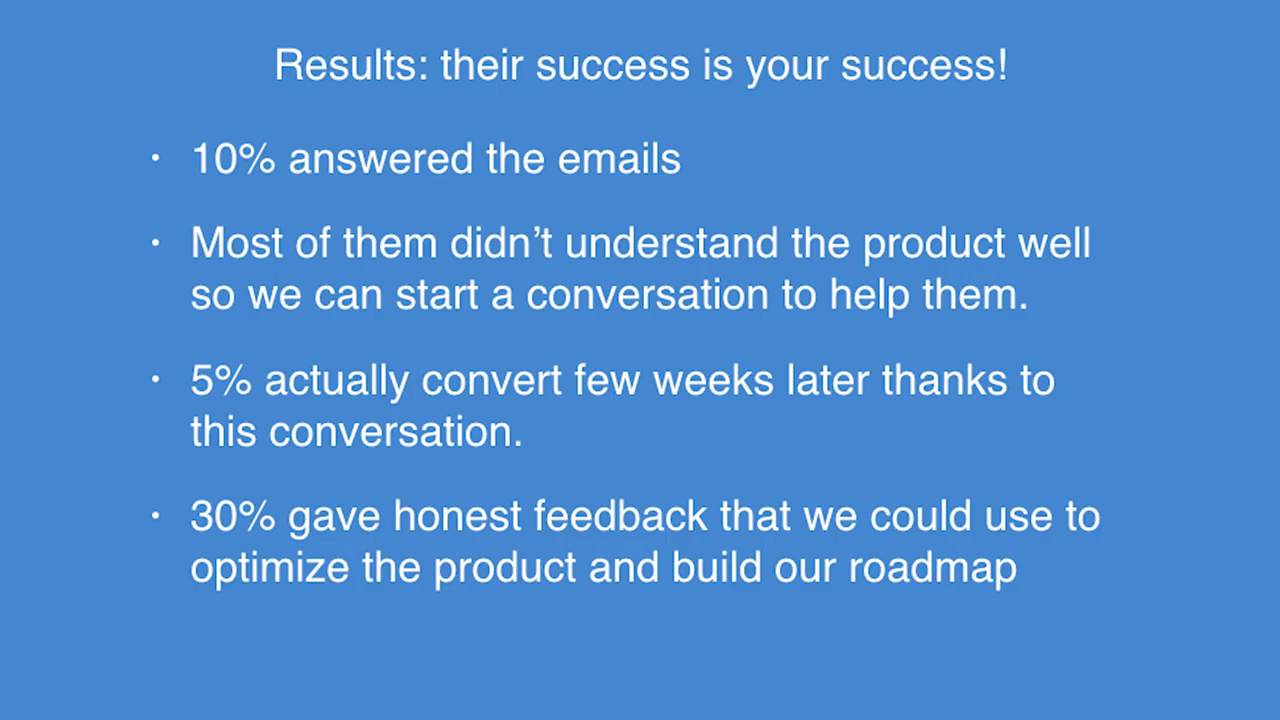 Results: their success is your success!
• 10% answered the emails
• Most of them didn’t understand the product well
so we can start a conversation to help them.
• 5% actually convert few weeks later thanks to
this conversation.
• 30% gave honest feedback that we could use to
optimize the product and build our roadmap